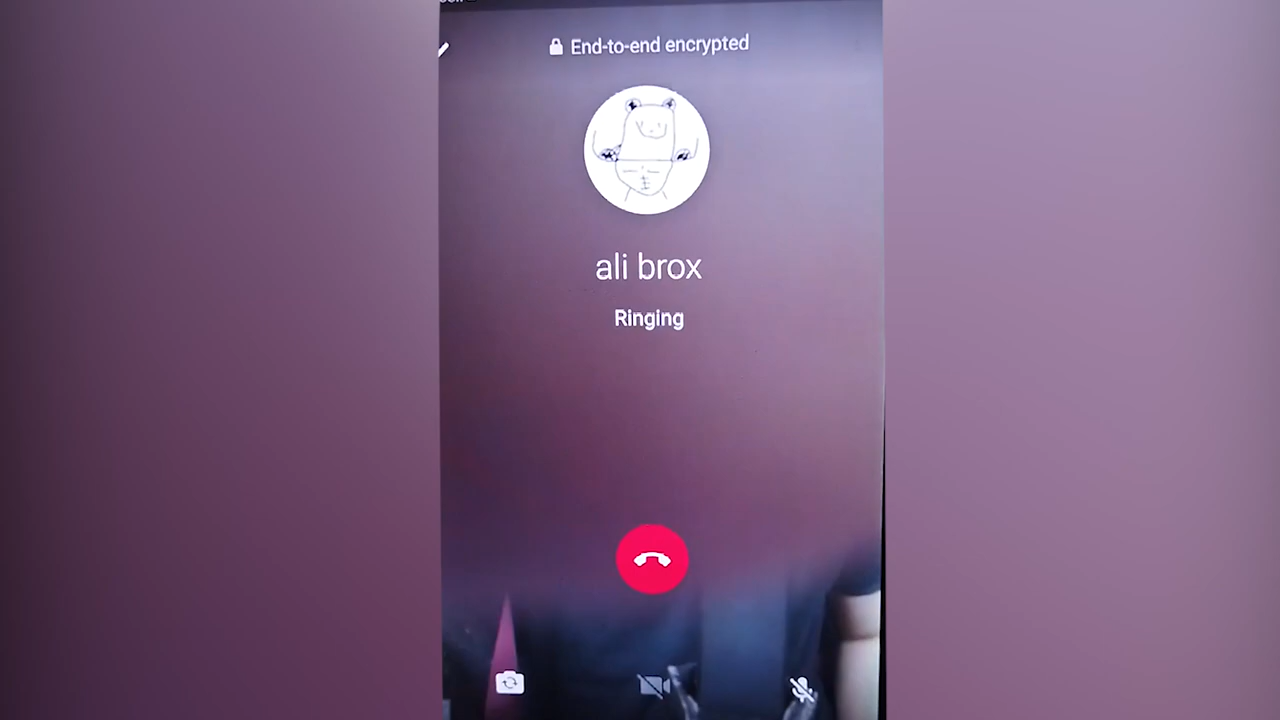 End-to-end encrypted
ali brox
Ringing